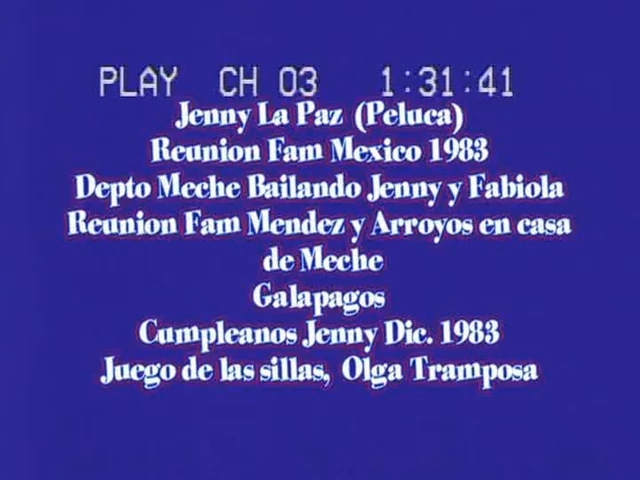 PLAY CH 03 1:31:41
Jenny La Paz (Peluca)
Reunion Fam Mexico 1983
Depto Meche Bailando Jenny y Fabiola
Reunion Fam Mendez y Arroyos en casa
de Meche
Galapagos
Cumpleanos Jenny Dic. 1983
Juego de las sillas, Olga Tramposa